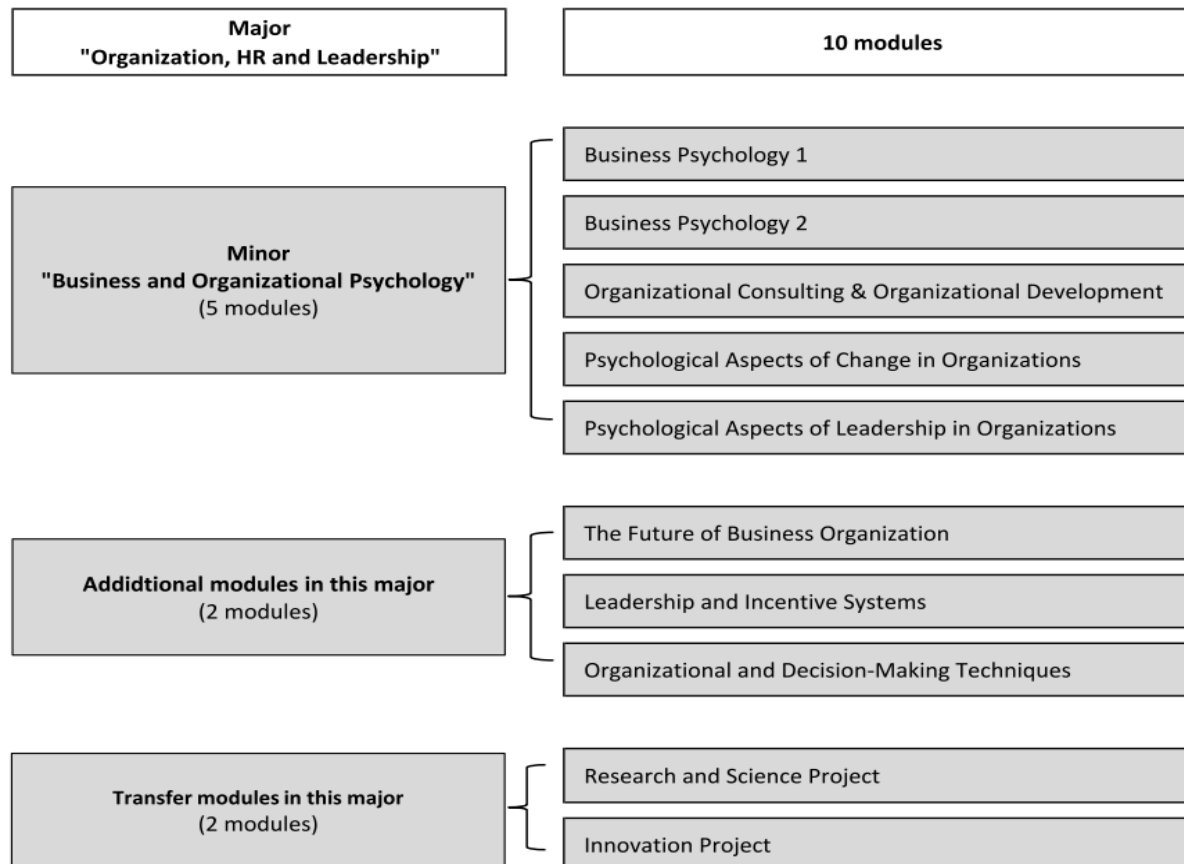 Major
"Organization, HR and Leadership"
10 modules
Minor
"Business and Organizational Psychology"
(5 modules)
Business Psychology 1
Business Psychology 2
Organizational Consulting & Organizational Development
Psychological Aspects of Change in Organizations
Psychological Aspects of Leadership in Organizations
Addidtional modules in this major
(2 modules)
The Future of Business Organization
Leadership and Incentive Systems
Organizational and Decision-Making Techniques
Transfer modules in this major
(2 modules)
Research and Science Project
Innovation Project